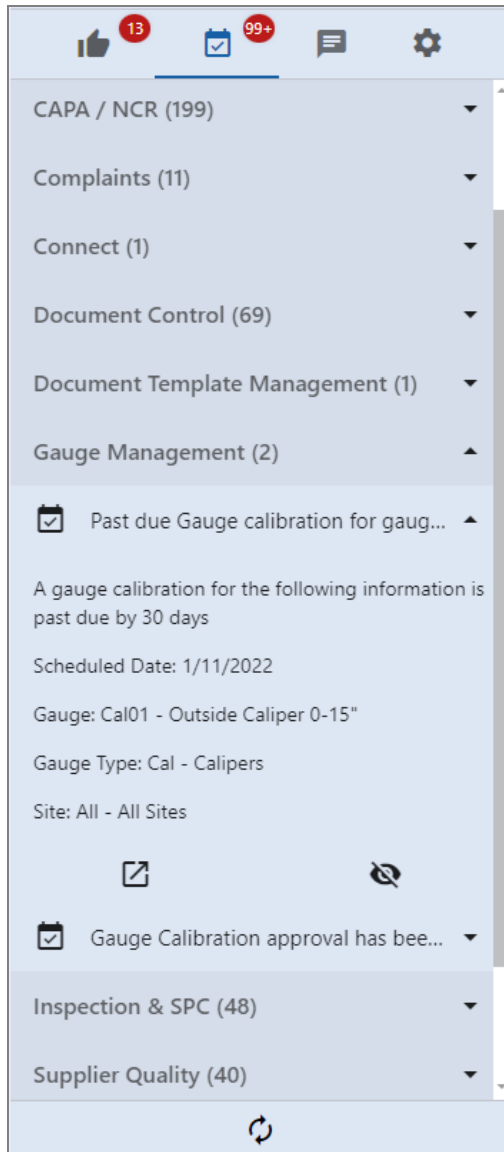 13
99+
CAPA / NCR (199)
Complaints (11)
Connect (1)
Document Control (69)
Document Template Management (1)
Gauge Management (2)
Past due Gauge calibration for gaug...
A gauge calibration for the following information is
past due by 30 days
Scheduled Date: 1/11/2022
Gauge: Cal01 - Outside Caliper 0-15"
Gauge Type: Cal - Calipers
Site: All - All Sites
Gauge Calibration approval has bee...
Inspection & SPC (48)
Supplier Quality (40)